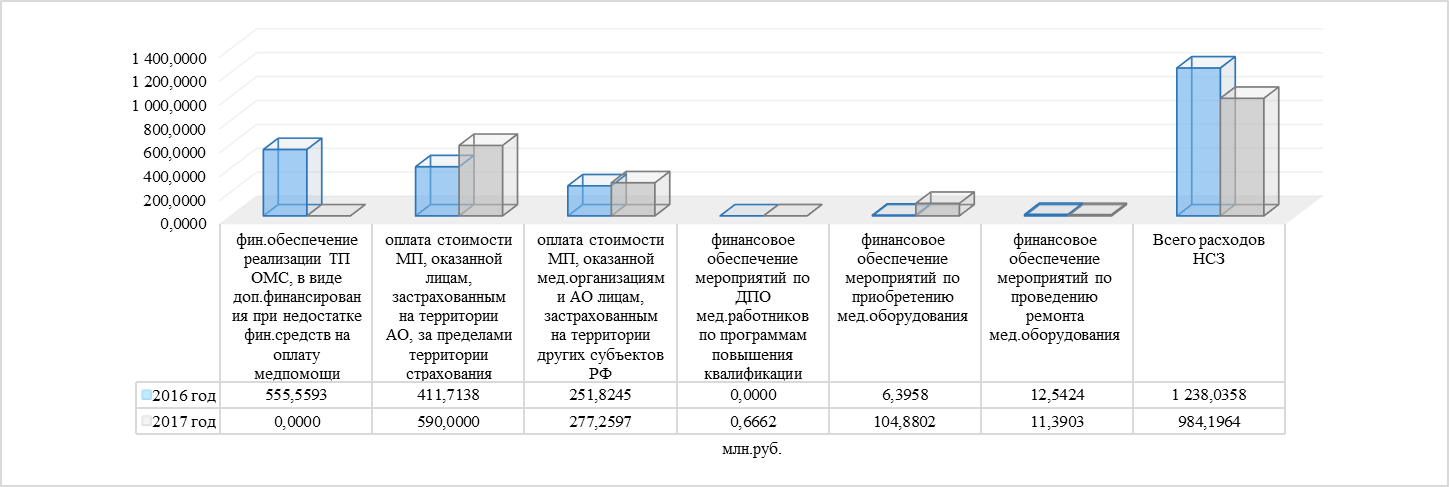 1 400,0000
1 200,0000
1 000,0000
800,0000
600,0000
400,0000
200,0000
0,0000
фин.обеспечение
реализации ТП
ОМС, в виде
доп.финансирован
ия при недостатке
фин.средств на
оплату
медпомощи
оплата стоимости
МП, оказанной
лицам,
застрахованным
на территории
АО, за пределами
территории
страхования
оплата стоимости
МП, оказанной
мед.организациям
и АО лицам,
застрахованным
на территории
других субъектов
РФ
финансовое
обеспечение
мероприятий по
ДПО
мед.работников
по программам
повышения
квалификации
финансовое
обеспечение
мероприятий по
приобретению
мед.оборудования
финансовое
обеспечение
мероприятий по
проведению
ремонта
мед.оборудования
Всего расходов
НСЗ
2016 год 555,5593 411,7138 251,8245 0,0000 6,3958 12,5424 1 238,0358
2017 год 0,0000 590,0000 277,2597 0,6662 104,8802 11,3903 984,1964
млн.руб.